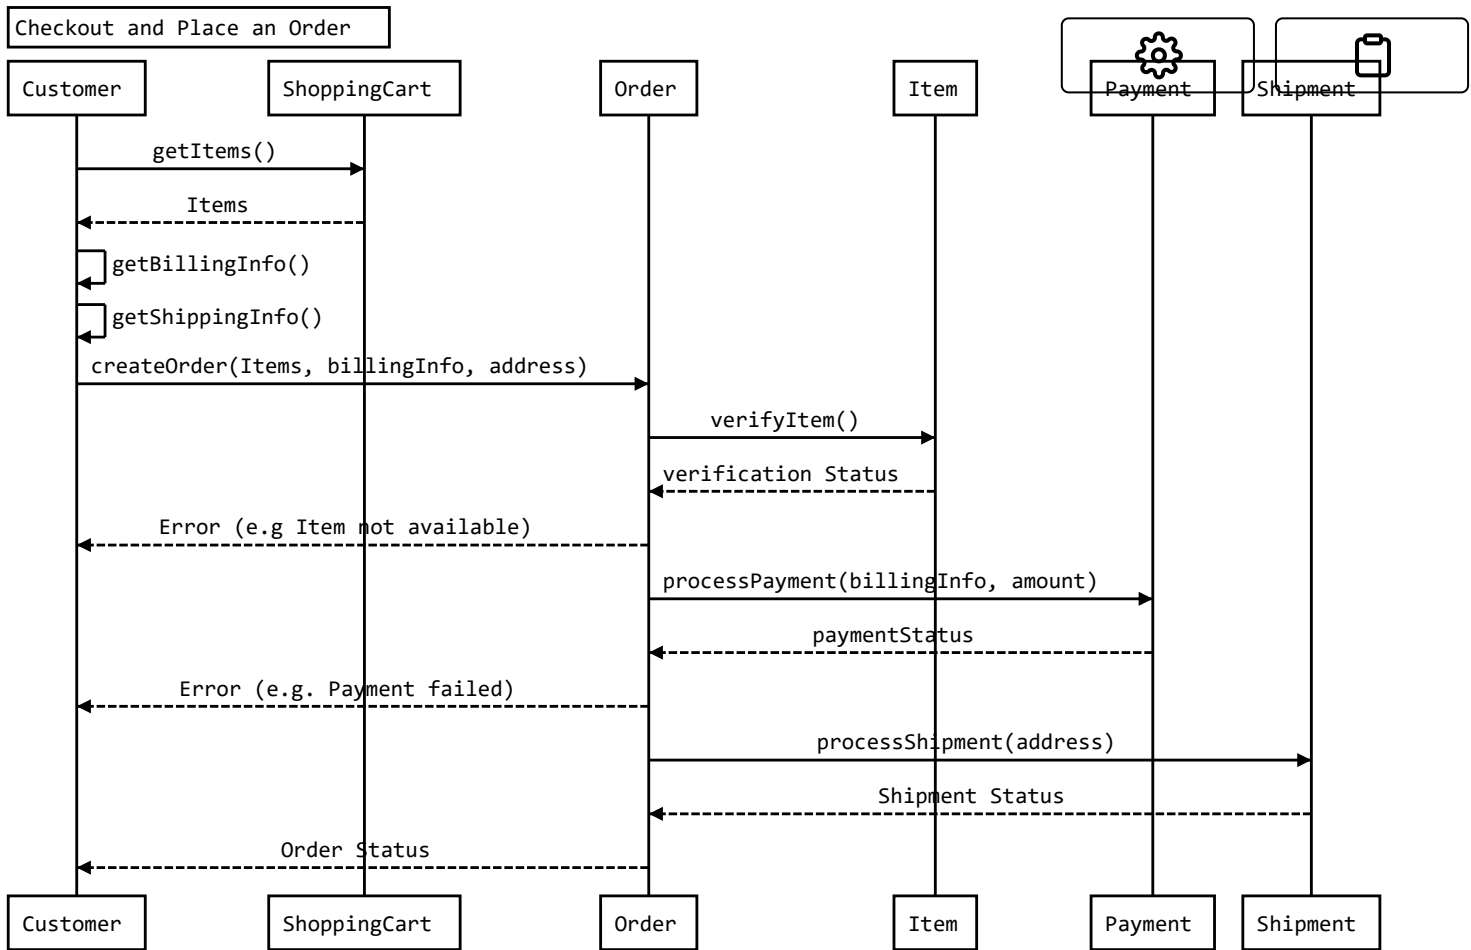 Checkout and Place an Order
Customer
ShoppingCart
Order
Item
Payment
Shipment
getItems()
Items
getBillingInfo()
getShippingInfo()
createOrder(Items, billingInfo, address)
verifyItem()
verification Status
Error (e.g Item not available)
processPayment(billingInfo, amount)
paymentStatus
Error (e.g. Payment failed)
processShipment(address)
Shipment Status
Order Status
Customer
ShoppingCart
Order
Item
Payment
Shipment